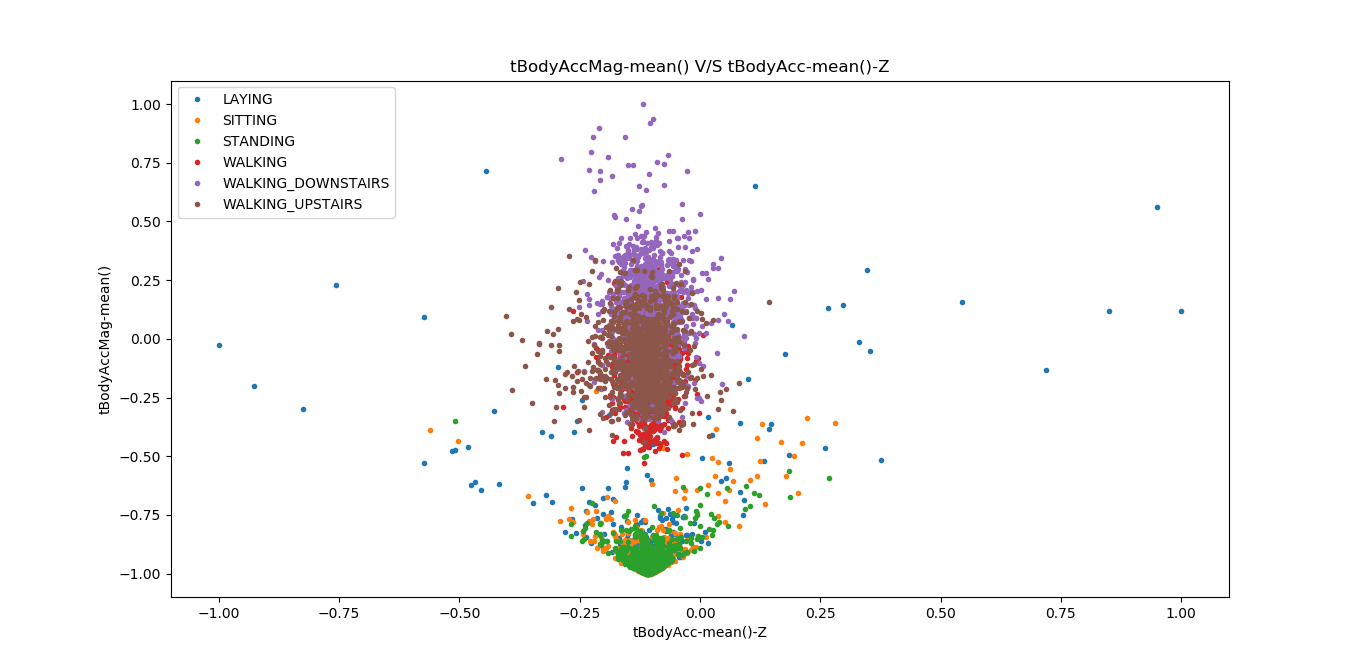 tBodyAccMag-mean() V/S tBodyAcc-mean()-Z
LAYING
SITTING
STANDING
WALKING
WALKING_DOWNSTAIRS
WALKING_UPSTAIRS
tBodyAccMag-mean()
1.00
0.75
0.50
0.25
0.00
−0.25
−0.50
−0.75
−1.00
−1.00 −0.75 −0.50 −0.25 0.00 0.25 0.50 0.75 1.00
tBodyAcc-mean()-Z